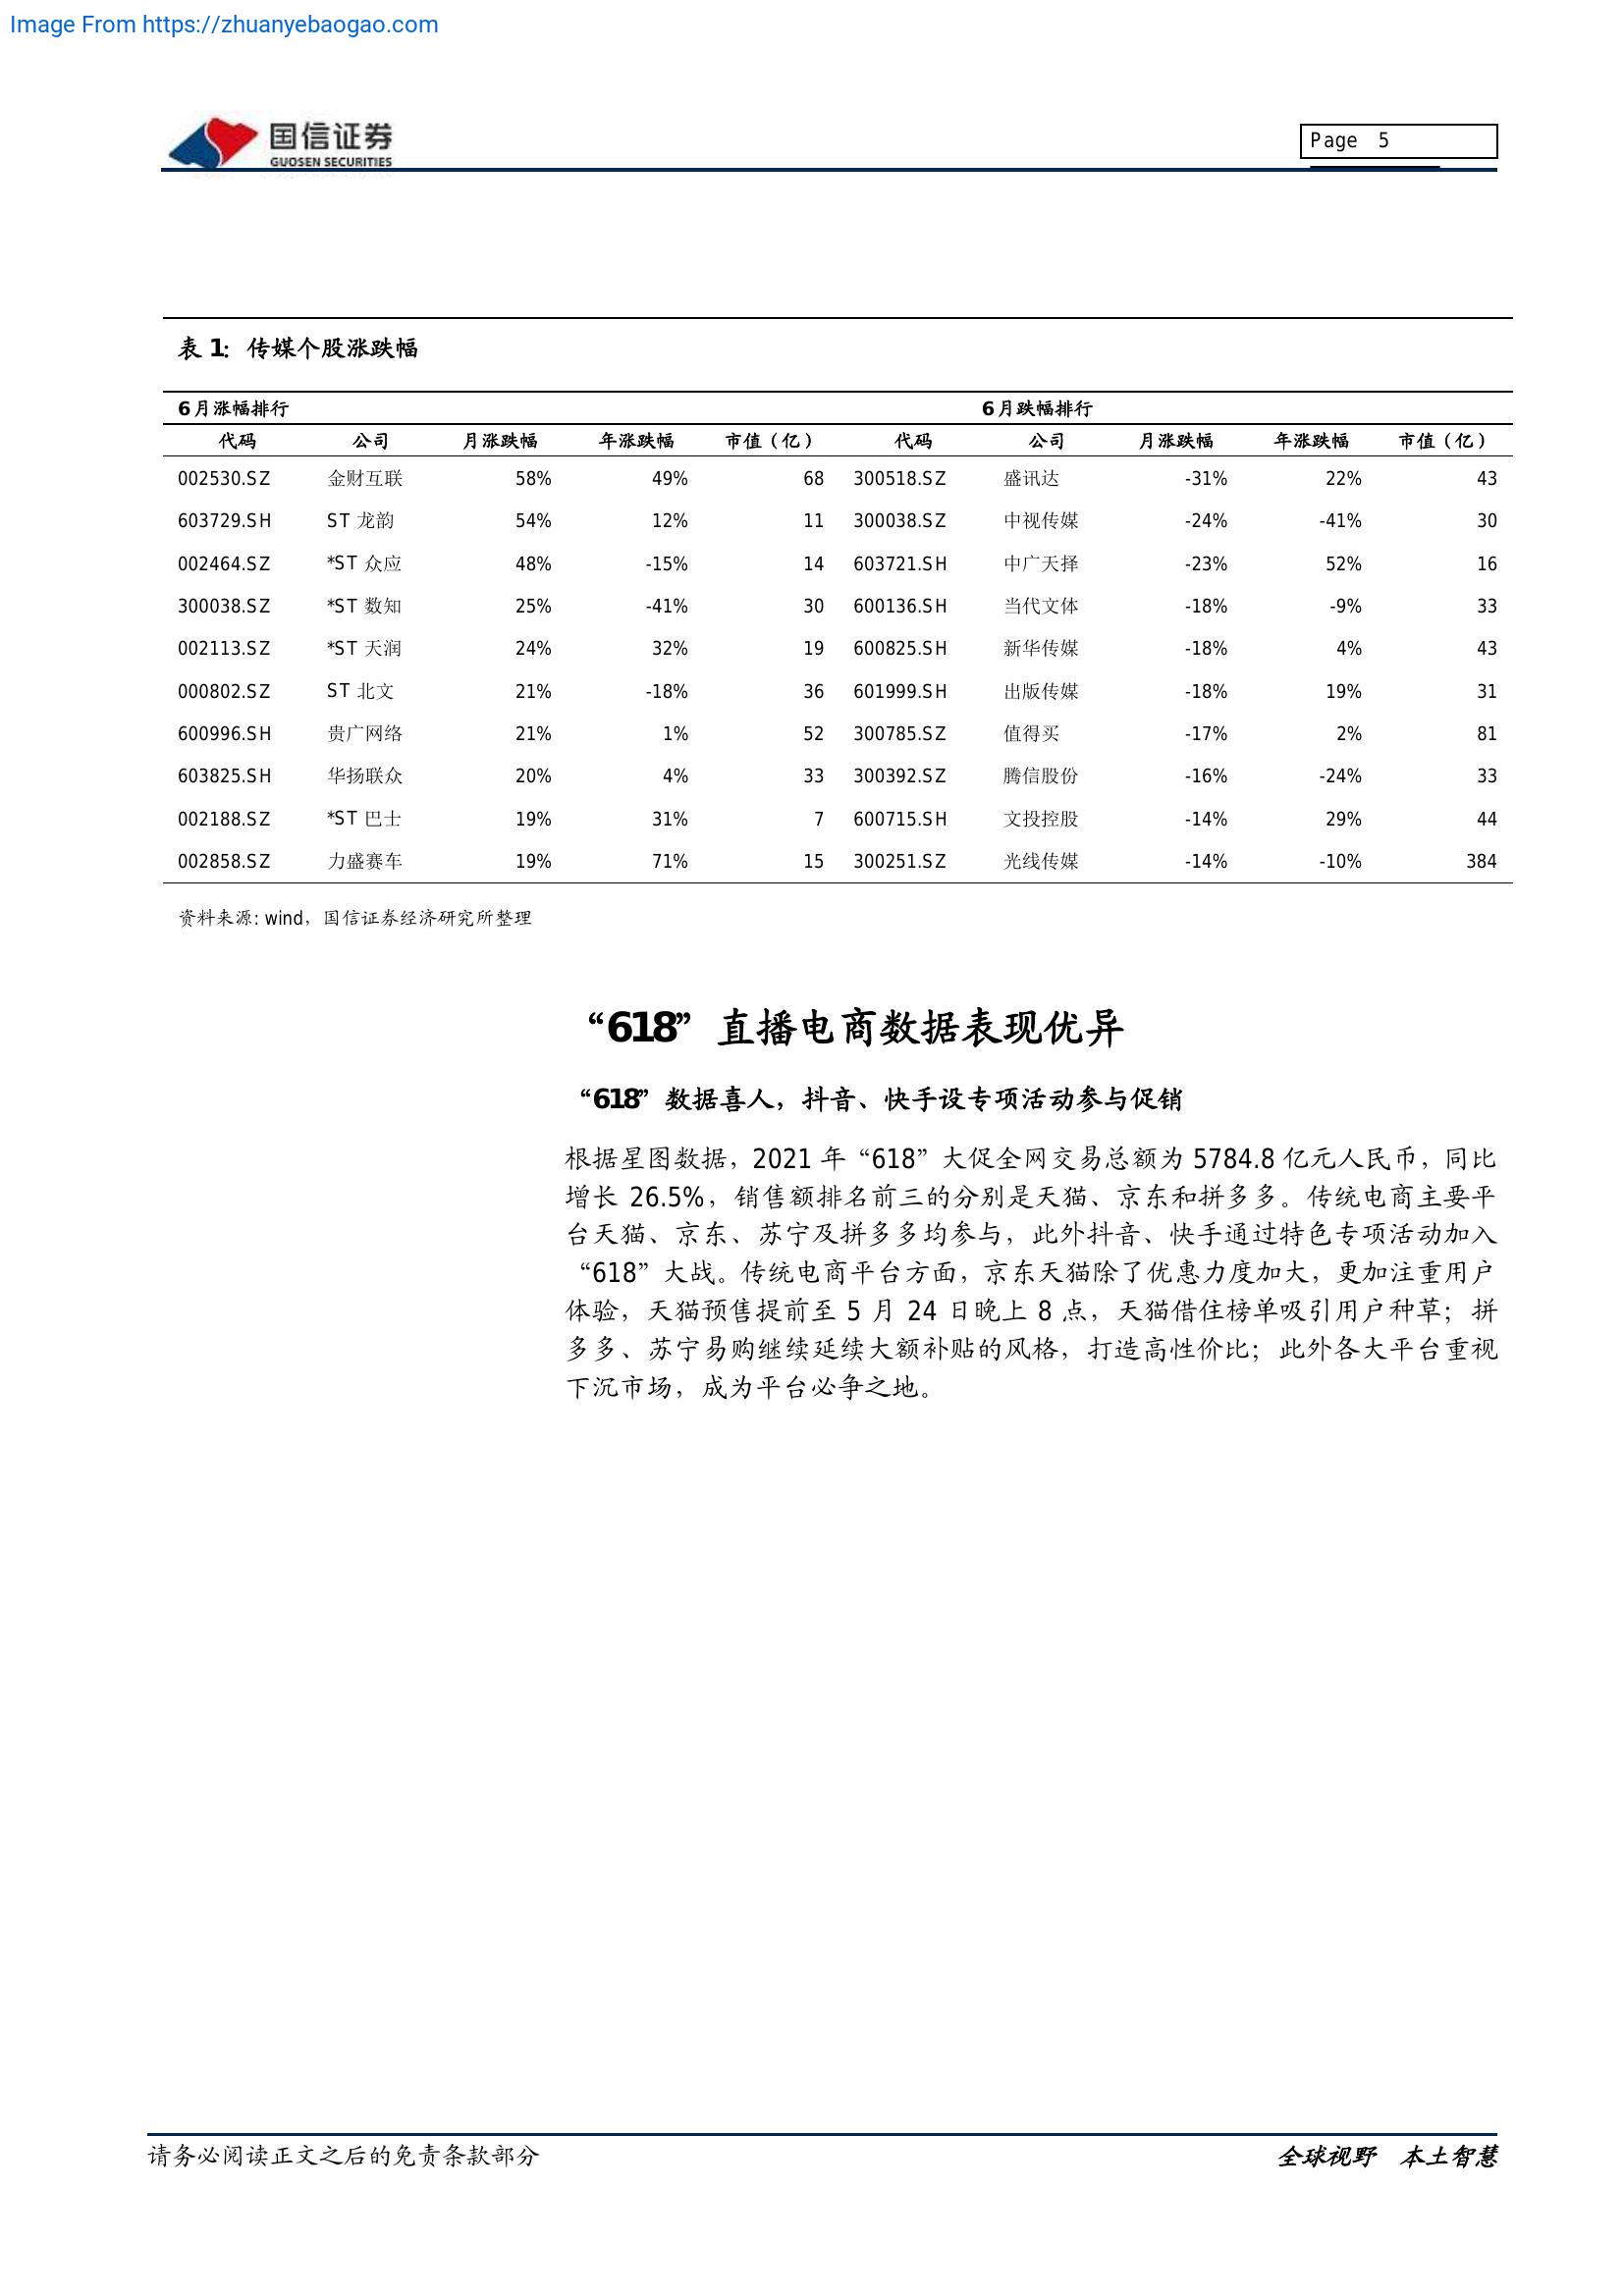 Image From https://zhuanyebaogao.com
国信证券
GUOSEN SECURITIES
Page 5
表 1：传媒个股涨跌幅
6 月涨幅排行 6 月跌幅排行
代码 公司 月涨跌幅 年涨跌幅 市值（亿） 代码 公司 月涨跌幅 年涨跌幅 市值（亿）
002530.SZ 金财互联 58% 49% 68 300518.SZ 盛讯达 -31% 22% 43
603729.SH ST 龙韵 54% 12% 11 300038.SZ 中视传媒 -24% -41% 30
002464.SZ *ST 众应 48% -15% 14 603721.SH 中广天择 -23% 52% 16
300038.SZ *ST 数知 25% -41% 30 600136.SH 当代文体 -18% -9% 33
002113.SZ *ST 天润 24% 32% 19 600825.SH 新华传媒 -18% 4% 43
000802.SZ ST 北文 21% -18% 36 601999.SH 出版传媒 -18% 19% 31
600996.SH 贵广网络 21% 1% 52 300785.SZ 值得买 -17% 2% 81
603825.SH 华扬联众 20% 4% 33 300392.SZ 腾信股份 -16% -24% 33
002188.SZ *ST 巴士 19% 31% 7 600715.SH 文投控股 -14% 29% 44
002858.SZ 力盛赛车 19% 71% 15 300251.SZ 光线传媒 -14% -10% 384
资料来源: wind，国信证券经济研究所整理
“618”直播电商数据表现优异
“618”数据喜人，抖音、快手设专项活动参与促销
根据星图数据，2021 年“618”大促全网交易总额为 5784.8 亿元人民币，同比
增长 26.5%，销售额排名前三的分别是天猫、京东和拼多多。传统电商主要平
台天猫、京东、苏宁及拼多多均参与，此外抖音、快手通过特色专项活动加入
“618”大战。传统电商平台方面，京东天猫除了优惠力度加大，更加注重用户
体验，天猫预售提前至 5 月 24 日晚上 8 点，天猫借住榜单吸引用户种草；拼
多多、苏宁易购继续延续大额补贴的风格，打造高性价比；此外各大平台重视
下沉市场，成为平台必争之地。
请务必阅读正文之后的免责条款部分 全球视野 本土智慧